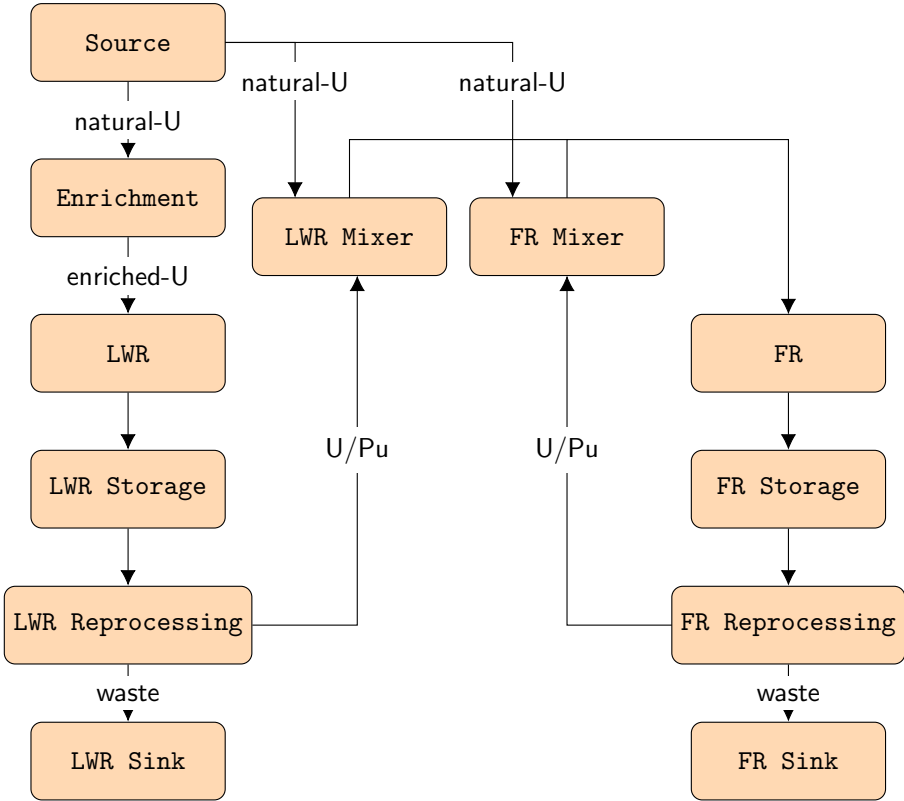 Source
natural-U
natural-U
natural-U
Enrichment
LWR Mixer
FR Mixer
enriched-U
LWR
FR
U/Pu
U/Pu
LWR Storage
FR Storage
LWR Reprocessing
FR Reprocessing
waste
waste
LWR Sink
FR Sink